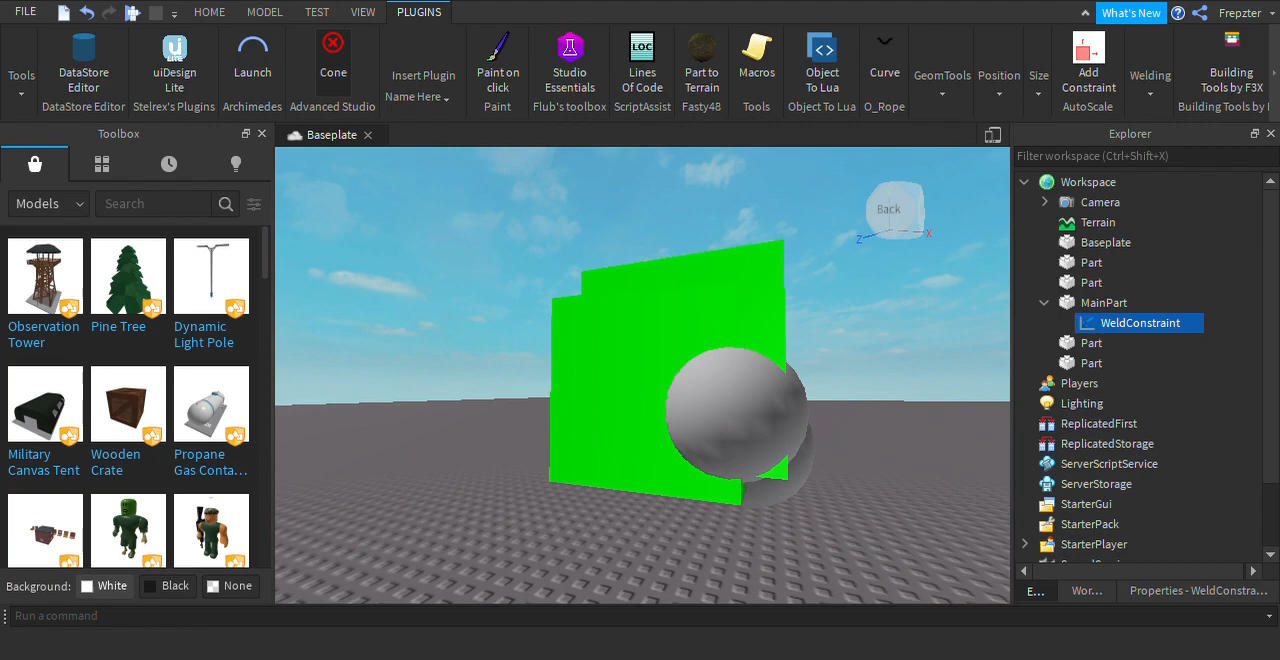 FILE
HOME
MODEL
TEST
VIEW
PLUGINS
What's New
Frepzter
Tools
DataStore
Editor
DataStore Editor
uiDesign
Lite
Stelrex's Plugins
Launch
Archimedes
Cone
Advanced Studio
Insert Plugin
Name Here
Paint on
click
Paint
Studio
Essentials
Flub's toolbox
LOC
Lines
Of Code
ScriptAssist
Part to
Terrain
Fasty48
Macros
Tools
Object
To Lua
Object To Lua
Curve
O_Rope
GeomTools
Position
Size
Add
Constraint
AutoScale
Welding
Building
Tools by F3X
Building Tools by
Toolbox
Models
Search
Observation
Tower
Pine Tree
Dynamic
Light Pole
Military
Canvas Tent
Wooden
Crate
Propane
Gas Conta...
Background:
White
Black
None
Baseplate
Back
Z
X
Explorer
Filter workspace (Ctrl+Shift+X)
Workspace
Camera
Terrain
Baseplate
Part
Part
MainPart
WeldConstraint
Part
Part
Players
Lighting
ReplicatedFirst
ReplicatedStorage
ServerScriptService
ServerStorage
StarterGui
StarterPack
StarterPlayer
E...
Wor...
Properties - WeldConstra...
Run a command